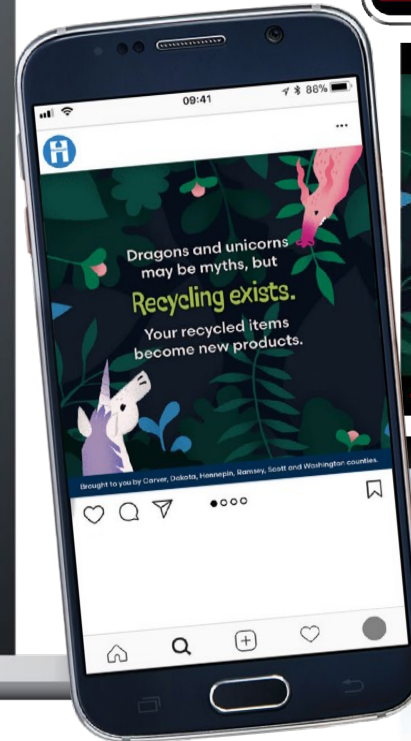 09:41
88%
H
Dragons and unicorns
may be myths, but
Recycling exists.
Your recycled items
become new products.
Brought to you by Carver, Dakota, Hennepin, Ramsey, Scott and Washington counties.